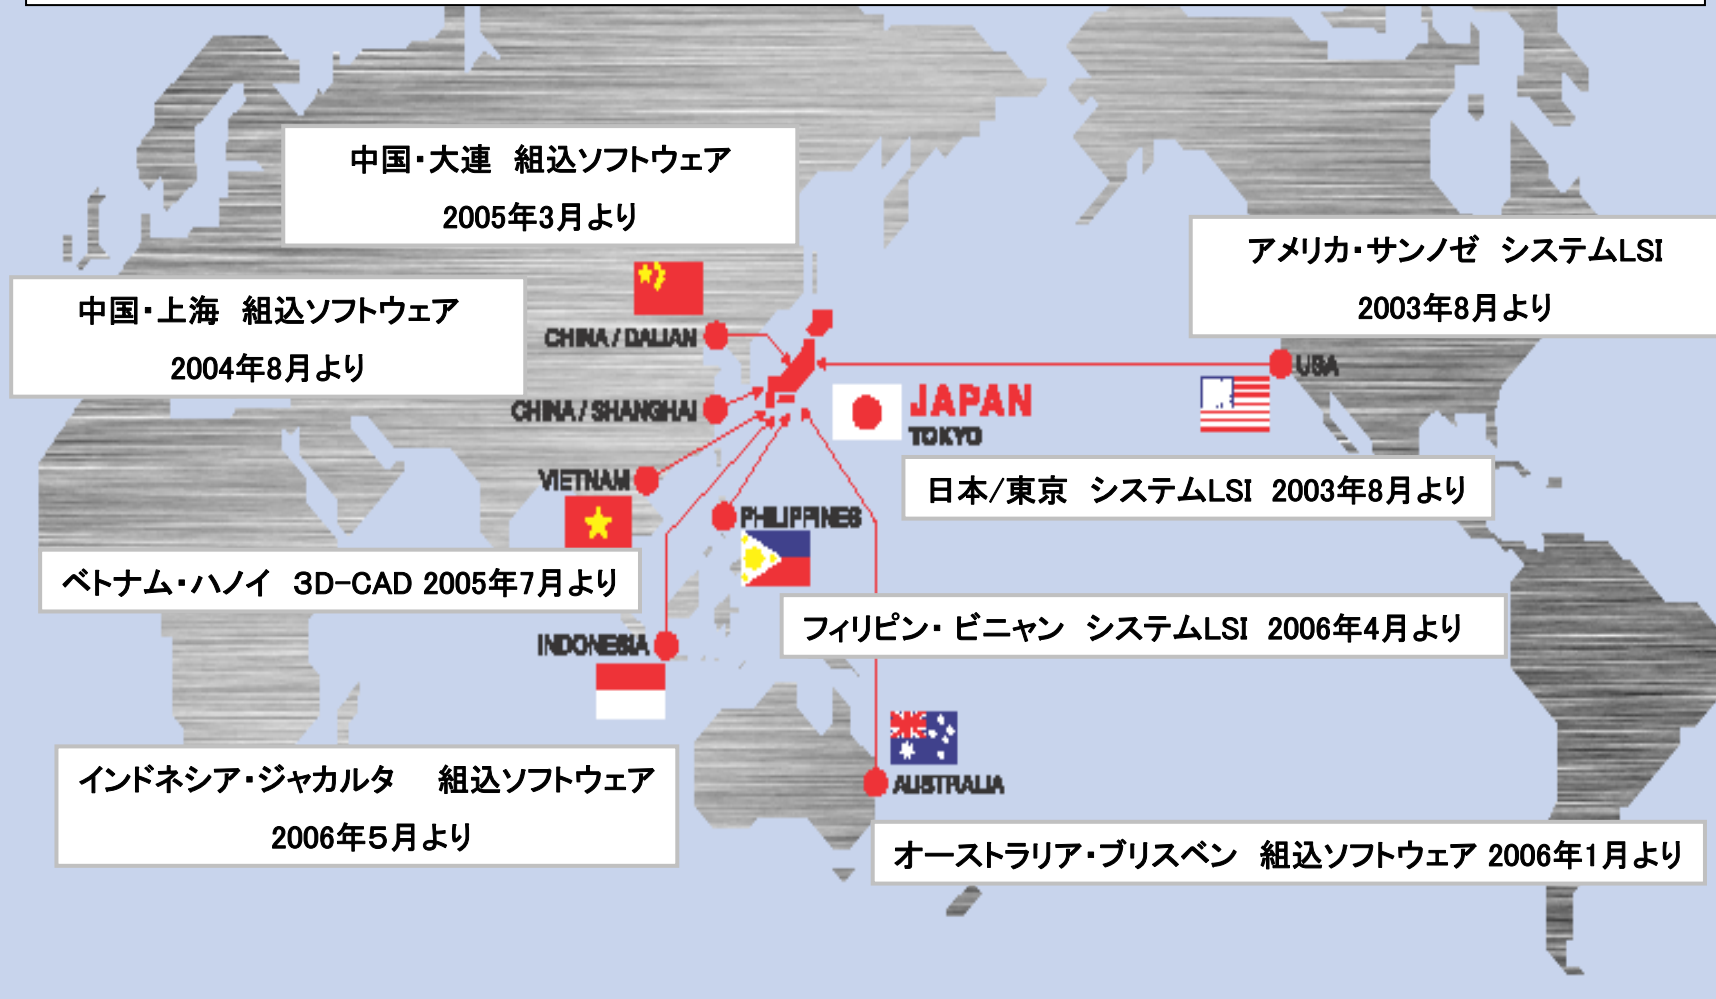 中国・大連　組込ソフトウェア
2005年3月より
アメリカ・サンノゼ　システムLSI
2003年8月より
中国・上海　組込ソフトウェア
2004年8月より
CHINA / DALIAN
USA
CHINA / SHANGHAI
JAPAN
TOKYO
VIETNAM
日本/東京　システムLSI 2003年8月より
PHILIPPINES
ベトナム・ハノイ　３D-CAD 2005年7月より
フィリピン・ ビニャン　システムLSI 2006年4月より
INDONESIA
インドネシア・ジャカルタ　 組込ソフトウェア
2006年５月より
AUSTRALIA
オーストラリア・ブリスベン　組込ソフトウェア 2006年1月より